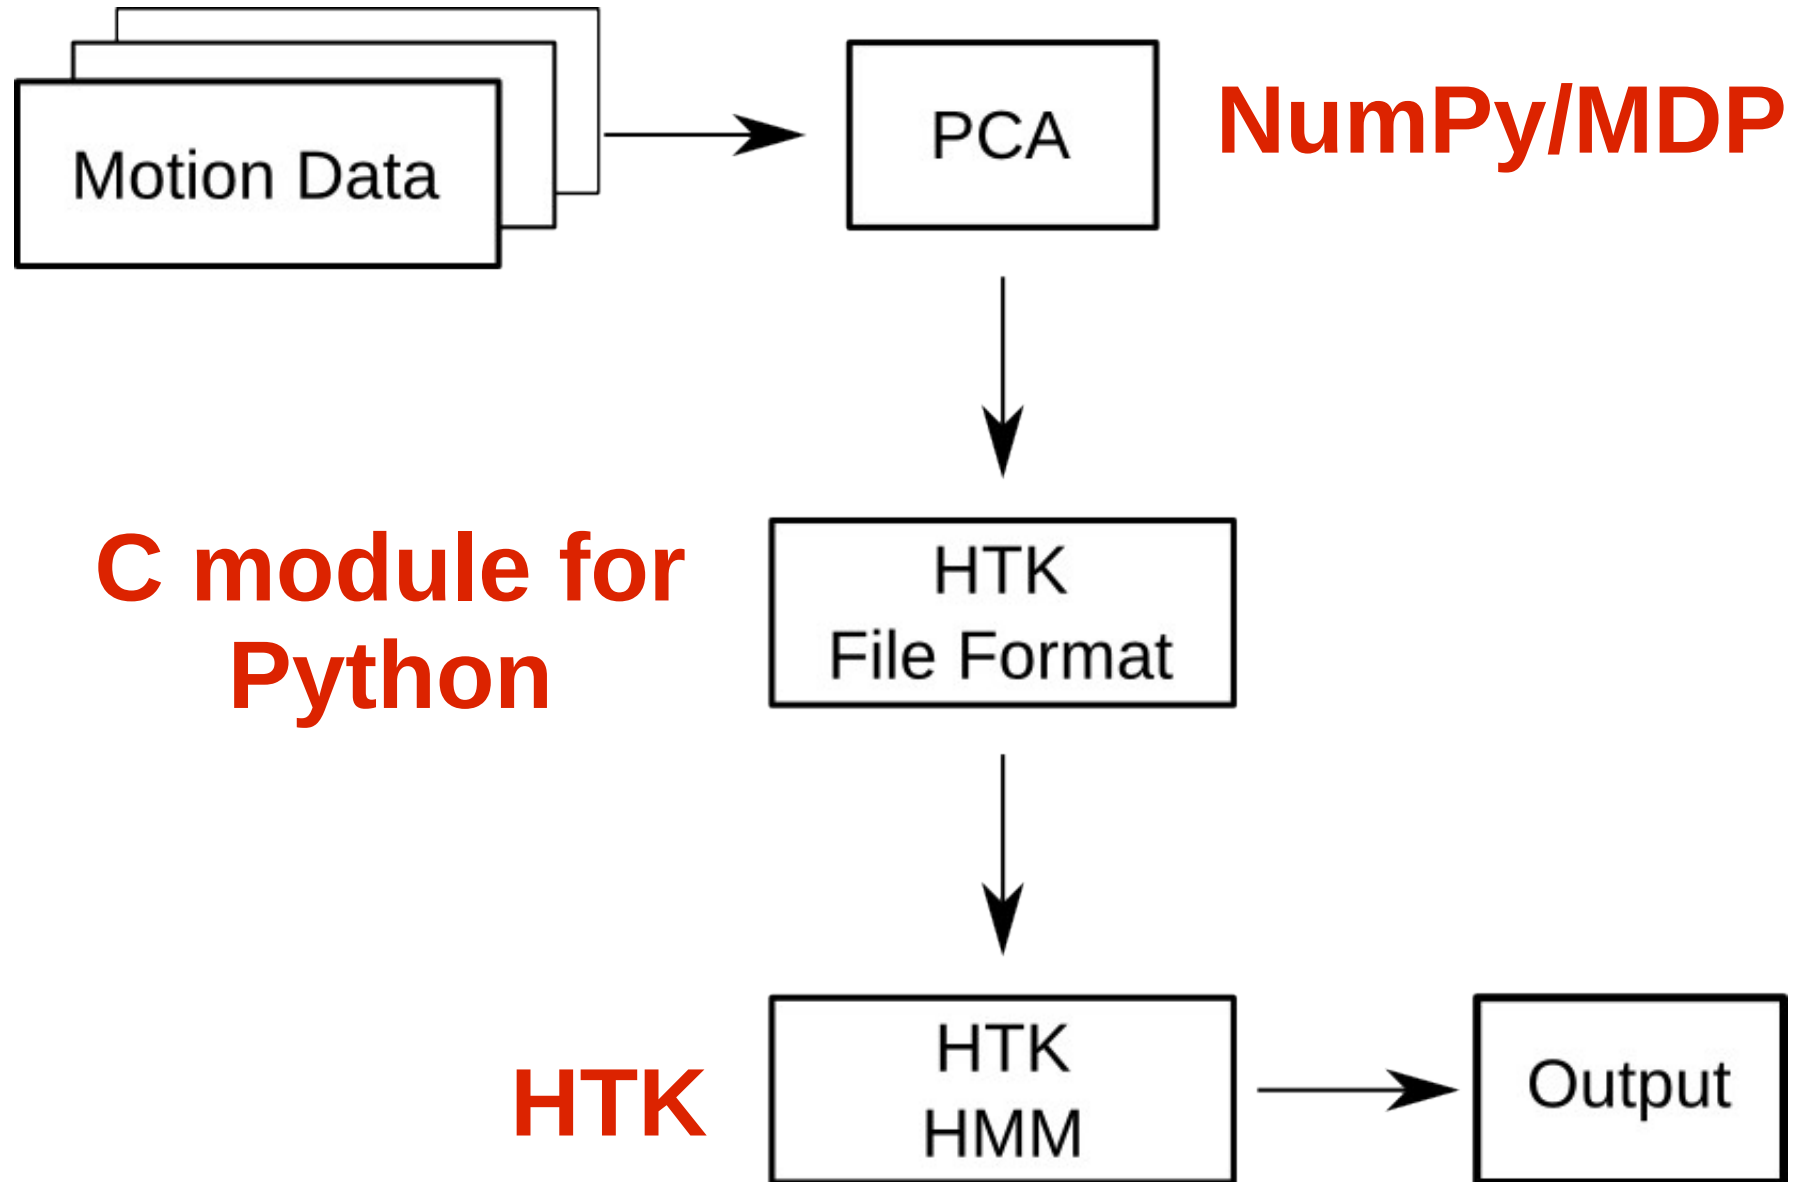 Motion Data
PCA
NumPy/MDP
C module for
Python
HTK
File Format
HTK
HTK
HMM
Output